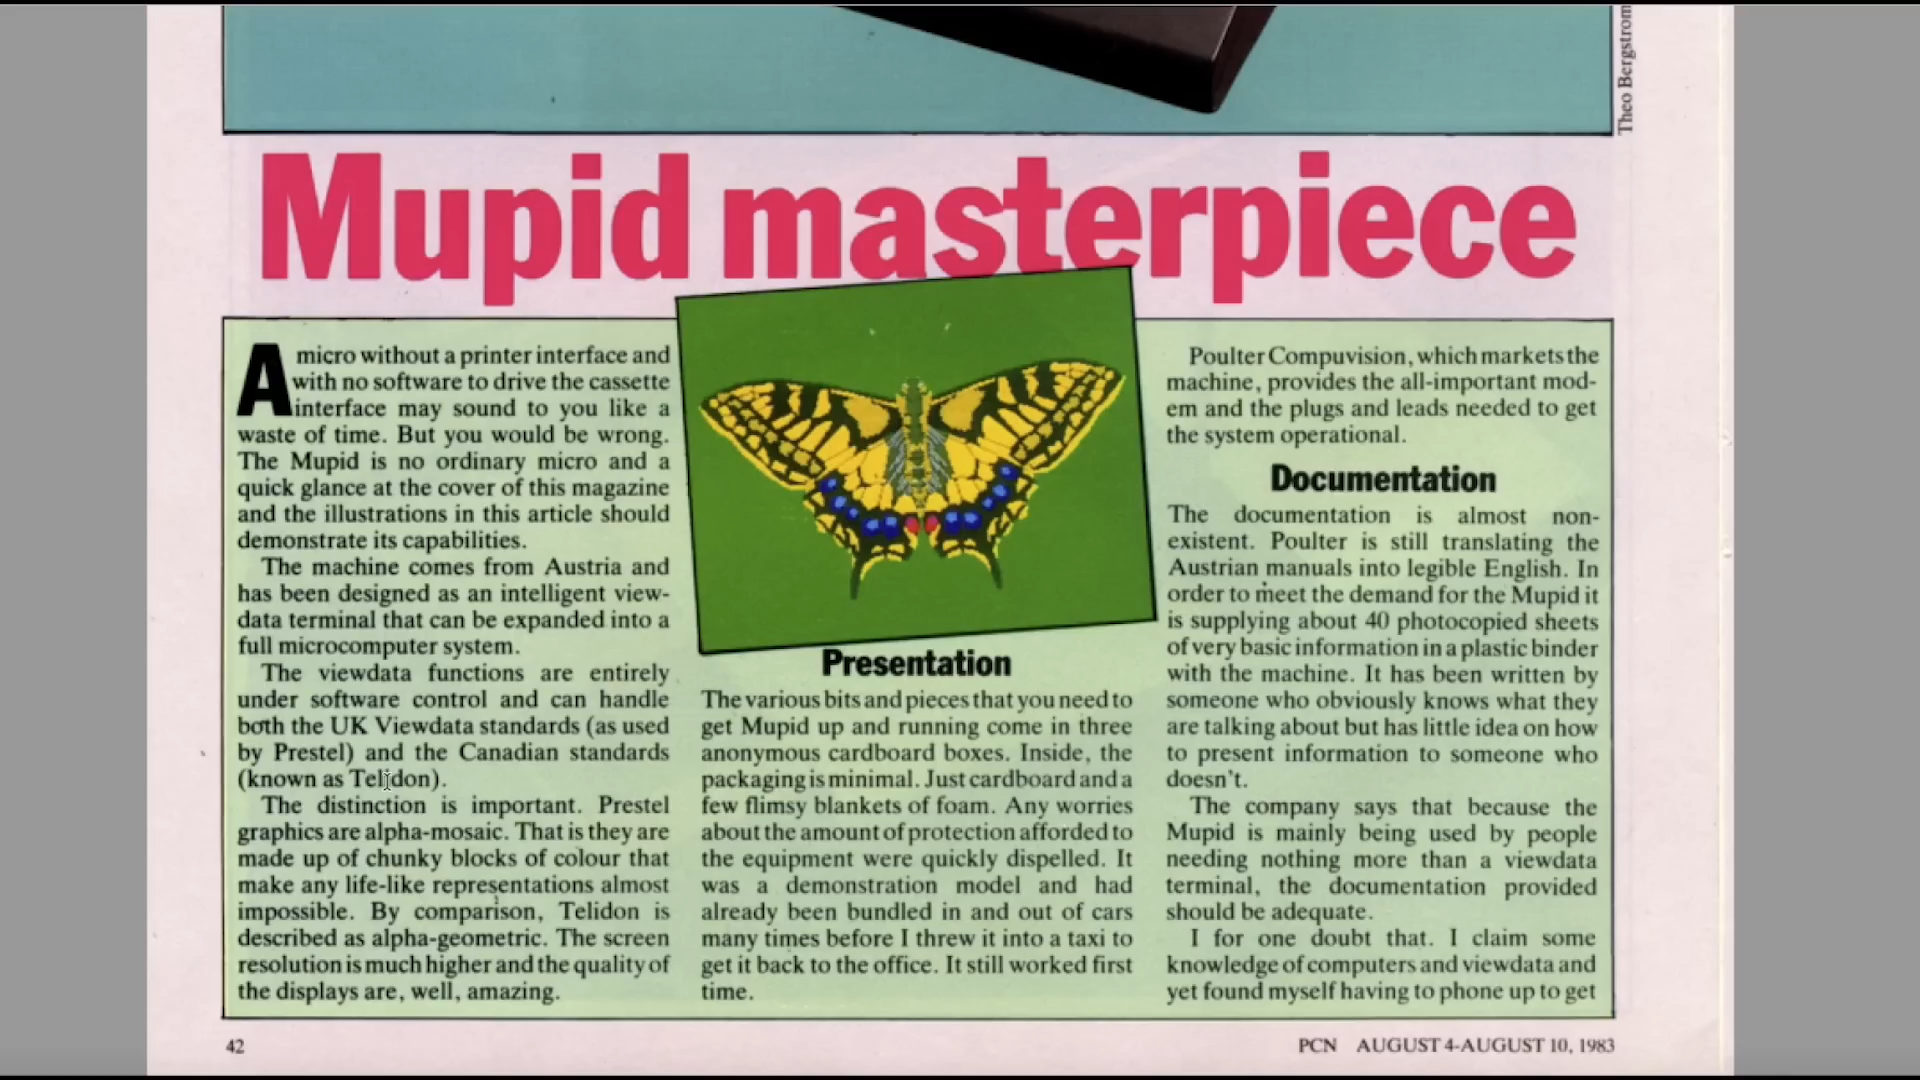 Theo Bergstrom
Mupid masterpiece
A micro without a printer interface and
with no software to drive the cassette
interface may sound to you like a
waste of time. But you would be wrong.
The Mupid is no ordinary micro and a
quick glance at the cover of this magazine
and the illustrations in this article should
demonstrate its capabilities.
The machine comes from Austria and
has been designed as an intelligent view-
data terminal that can be expanded into a
full microcomputer system.
The viewdata functions are entirely
under software control and can handle
both the UK Viewdata standards (as used
by Prestel) and the Canadian standards
(known as Telidon).
The distinction is important. Prestel
graphics are alpha-mosaic. That is they are
made up of chunky blocks of colour that
make any life-like representations almost
impossible. By comparison, Telidon is
described as alpha-geometric. The screen
resolution is much higher and the quality of
the displays are, well, amazing.
Presentation
The various bits and pieces that you need to
get Mupid up and running come in three
anonymous cardboard boxes. Inside, the
packaging is minimal. Just cardboard and a
few flimsy blankets of foam. Any worries
about the amount of protection afforded to
the equipment were quickly dispelled. It
was a demonstration model and had
already been bundled in and out of cars
many times before I threw it into a taxi to
get it back to the office. It still worked first
time.
Poulter Compuvision, which markets the
machine, provides the all-important mod-
em and the plugs and leads needed to get
the system operational.
Documentation
The documentation is almost non-
existent. Poulter is still translating the
Austrian manuals into legible English. In
order to meet the demand for the Mupid it
is supplying about 40 photocopied sheets
of very basic information in a plastic binder
with the machine. It has been written by
someone who obviously knows what they
are talking about but has little idea on how
to present information to someone who
doesn't.
The company says that because the
Mupid is mainly being used by people
needing nothing more than a viewdata
terminal, the documentation provided
should be adequate.
I for one doubt that. I claim some
knowledge of computers and viewdata and
yet found myself having to phone up to get
42
PCN AUGUST 4-AUGUST 10, 1983